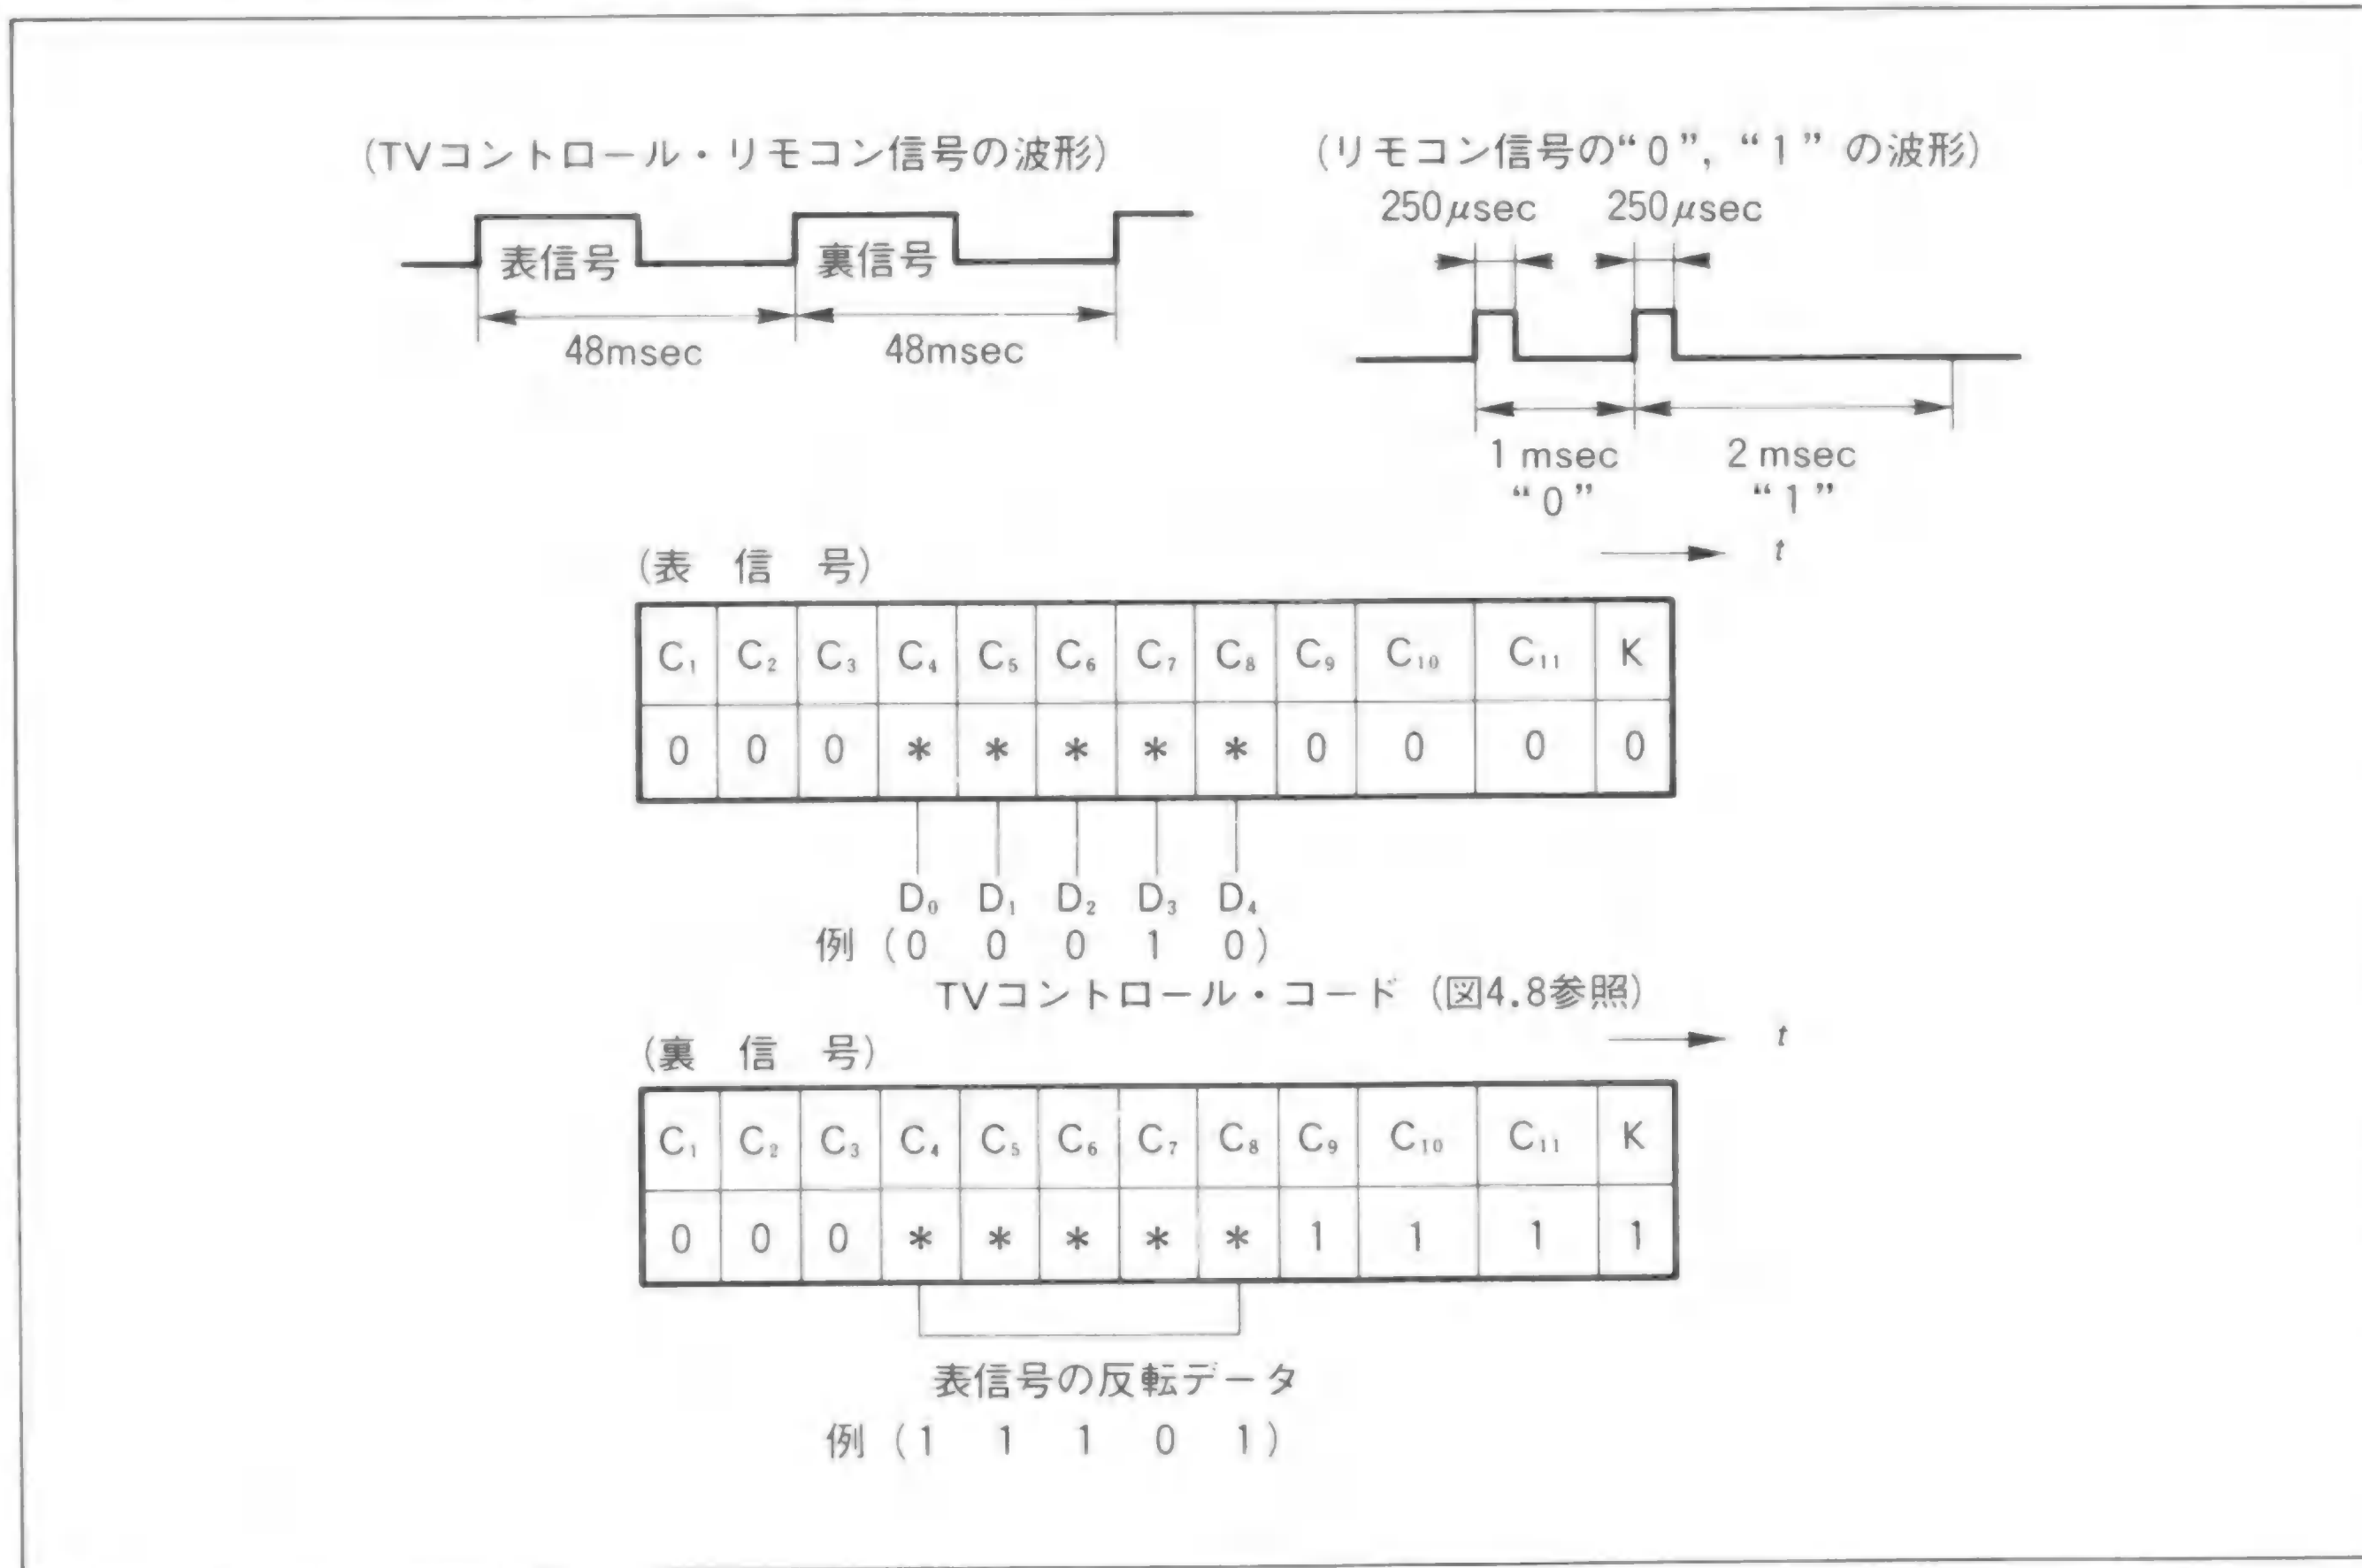 (TVコントロール・リモコン信号の波形)
表信号 裏信号
48msec 48msec
(リモコン信号の“0”, “1” の波形)
250μsec 250μsec
1 msec 2 msec
“0” “1”
t
(表 信 号)
C₁ C₂ C₃ C₄ C₅ C₆ C₇ C₈ C₉ C₁₀ C₁₁ K
0 0 0 * * * * * 0 0 0 0
D₀ D₁ D₂ D₃ D₄
例 (0 0 0 1 0)
TVコントロール・コード (図4.8参照)
t
(裏 信 号)
C₁ C₂ C₃ C₄ C₅ C₆ C₇ C₈ C₉ C₁₀ C₁₁ K
0 0 0 * * * * * 1 1 1 1
表信号の反転データ
例 (1 1 1 0 1)